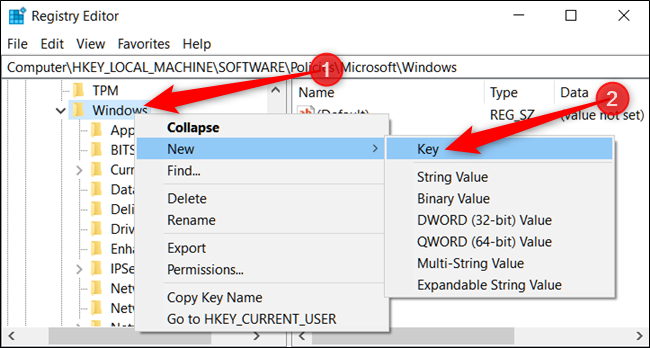 Registry Editor
File Edit View Favorites Help
Computer\HKEY_LOCAL_MACHINE\SOFTWARE\Policies\Microsoft\Windows
TPM
Windows
App
BITS
Curr
Data
Deli
Driv
Enha
IPSe
Netw
Netw
Netw
Name Type Data
(Default) REG_SZ (value not set)
1
2
Collapse
New
Find...
Delete
Rename
Export
Permissions...
Copy Key Name
Go to HKEY_CURRENT_USER
Key
String Value
Binary Value
DWORD (32-bit) Value
QWORD (64-bit) Value
Multi-String Value
Expandable String Value